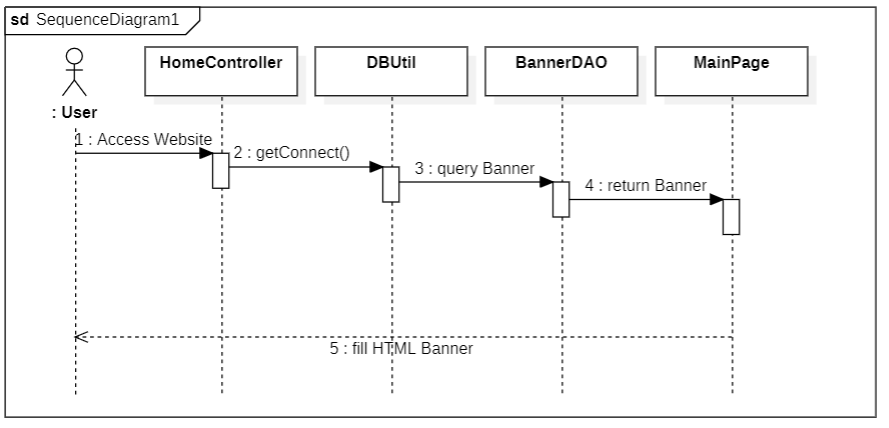 sd SequenceDiagram1
HomeController
DBUtil
BannerDAO
MainPage
: User
1 : Access Website
2 : getConnect()
3 : query Banner
4 : return Banner
5 : fill HTML Banner